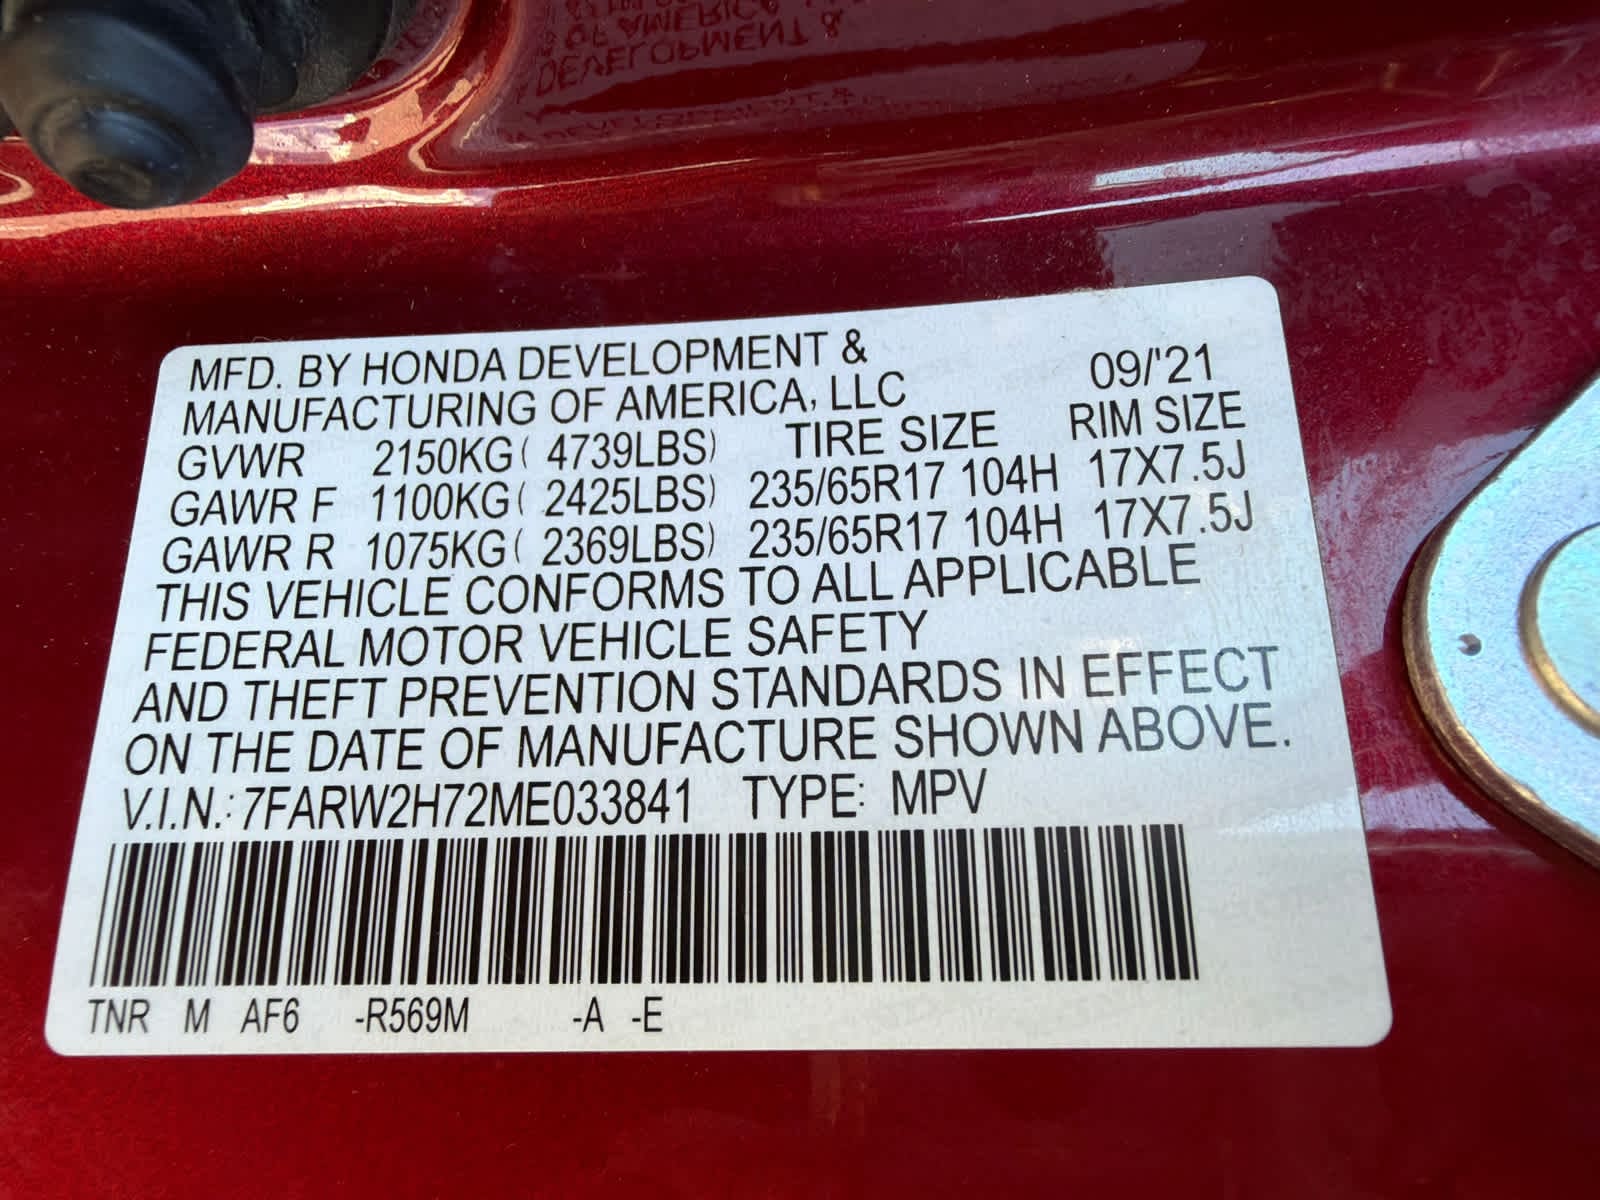 MFD. BY HONDA DEVELOPMENT &
MANUFACTURING OF AMERICA, LLC 09/'21
GVWR 2150KG( 4739LBS) TIRE SIZE RIM SIZE
GAWR F 1100KG( 2425LBS) 235/65R17 104H 17X7.5J
GAWR R 1075KG( 2369LBS) 235/65R17 104H 17X7.5J
THIS VEHICLE CONFORMS TO ALL APPLICABLE
FEDERAL MOTOR VEHICLE SAFETY
AND THEFT PREVENTION STANDARDS IN EFFECT
ON THE DATE OF MANUFACTURE SHOWN ABOVE.
V.I.N.: 7FARW2H72ME033841 TYPE: MPV
TNR M AF6 -R569M -A -E